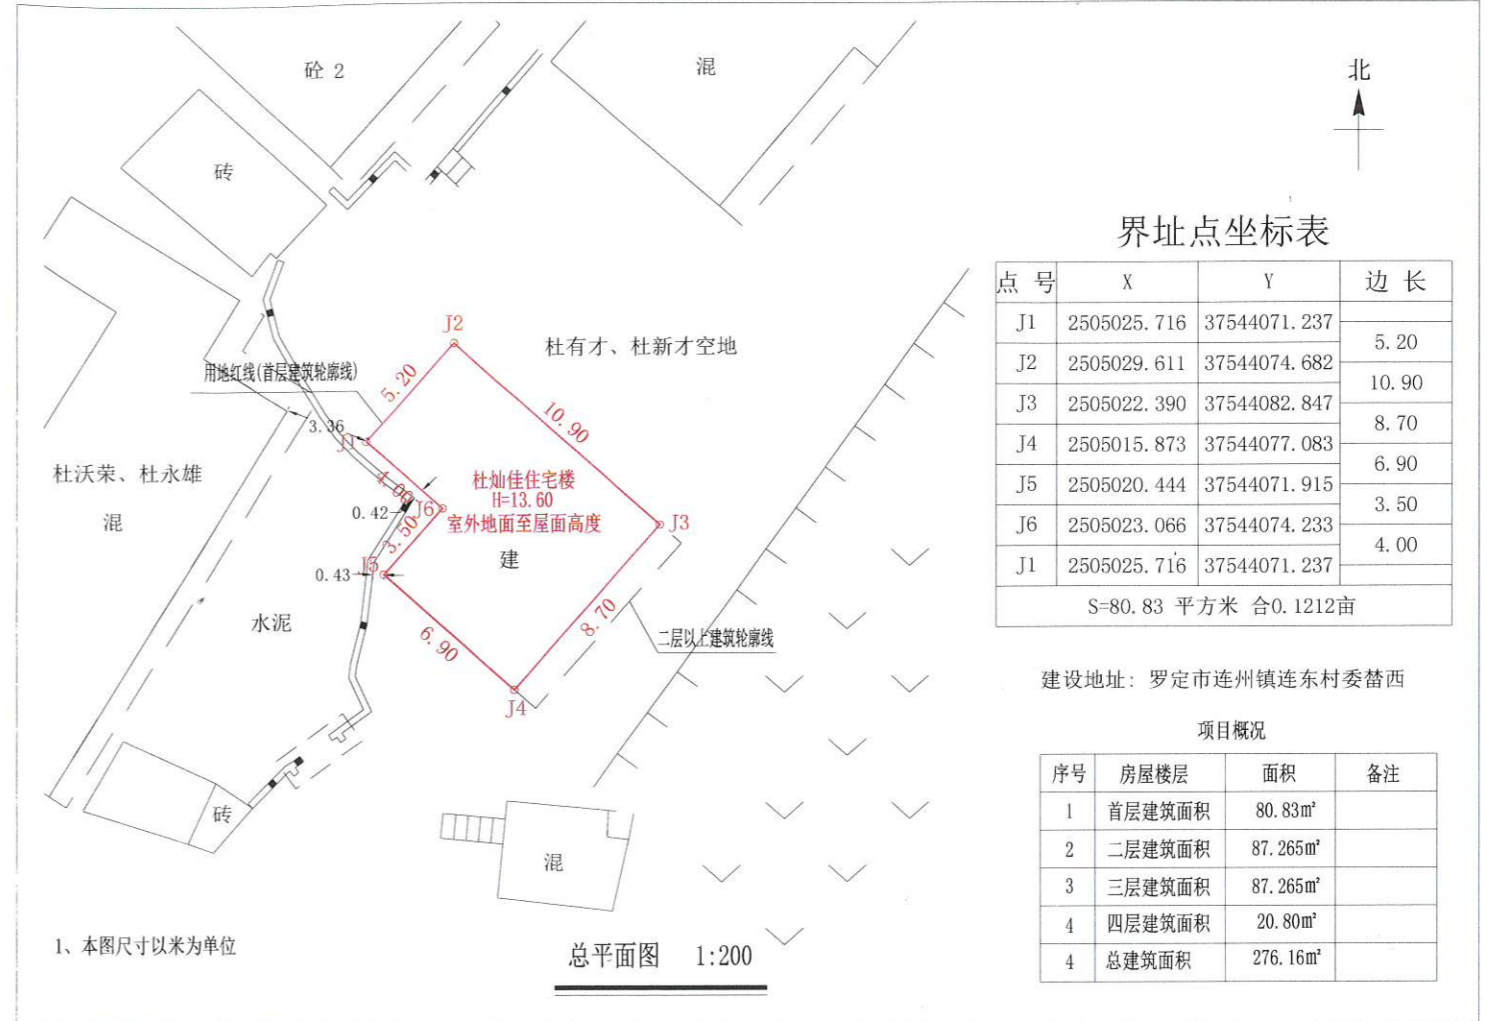 砼 2
混
北
砖
界址点坐标表
点 号 X Y 边 长
J1 2505025.716 37544071.237
5.20
J2 2505029.611 37544074.682
10.90
J3 2505022.390 37544082.847
8.70
J4 2505015.873 37544077.083
6.90
J5 2505020.444 37544071.915
3.50
J6 2505023.066 37544074.233
4.00
J1 2505025.716 37544071.237
S=80.83 平方米 合0.1212亩
J2
杜有才、杜新才空地
用地红线(首层建筑轮廓线)
5.20
10.90
3.36
J1
杜沃荣、杜永雄
混
4.00
杜灿佳住宅楼
H=13.60
室外地面至屋面高度
建
0.42
J6
J3
3.50
J5
0.43
水泥
6.90
8.70
二层以上建筑轮廓线
J4
建设地址: 罗定市连州镇连东村委替西
项目概况
序号 房屋楼层 面积 备注
1 首层建筑面积 80.83㎡
2 二层建筑面积 87.265㎡
3 三层建筑面积 87.265㎡
4 四层建筑面积 20.80㎡
4 总建筑面积 276.16㎡
砖
混
1、本图尺寸以米为单位
总平面图 1:200